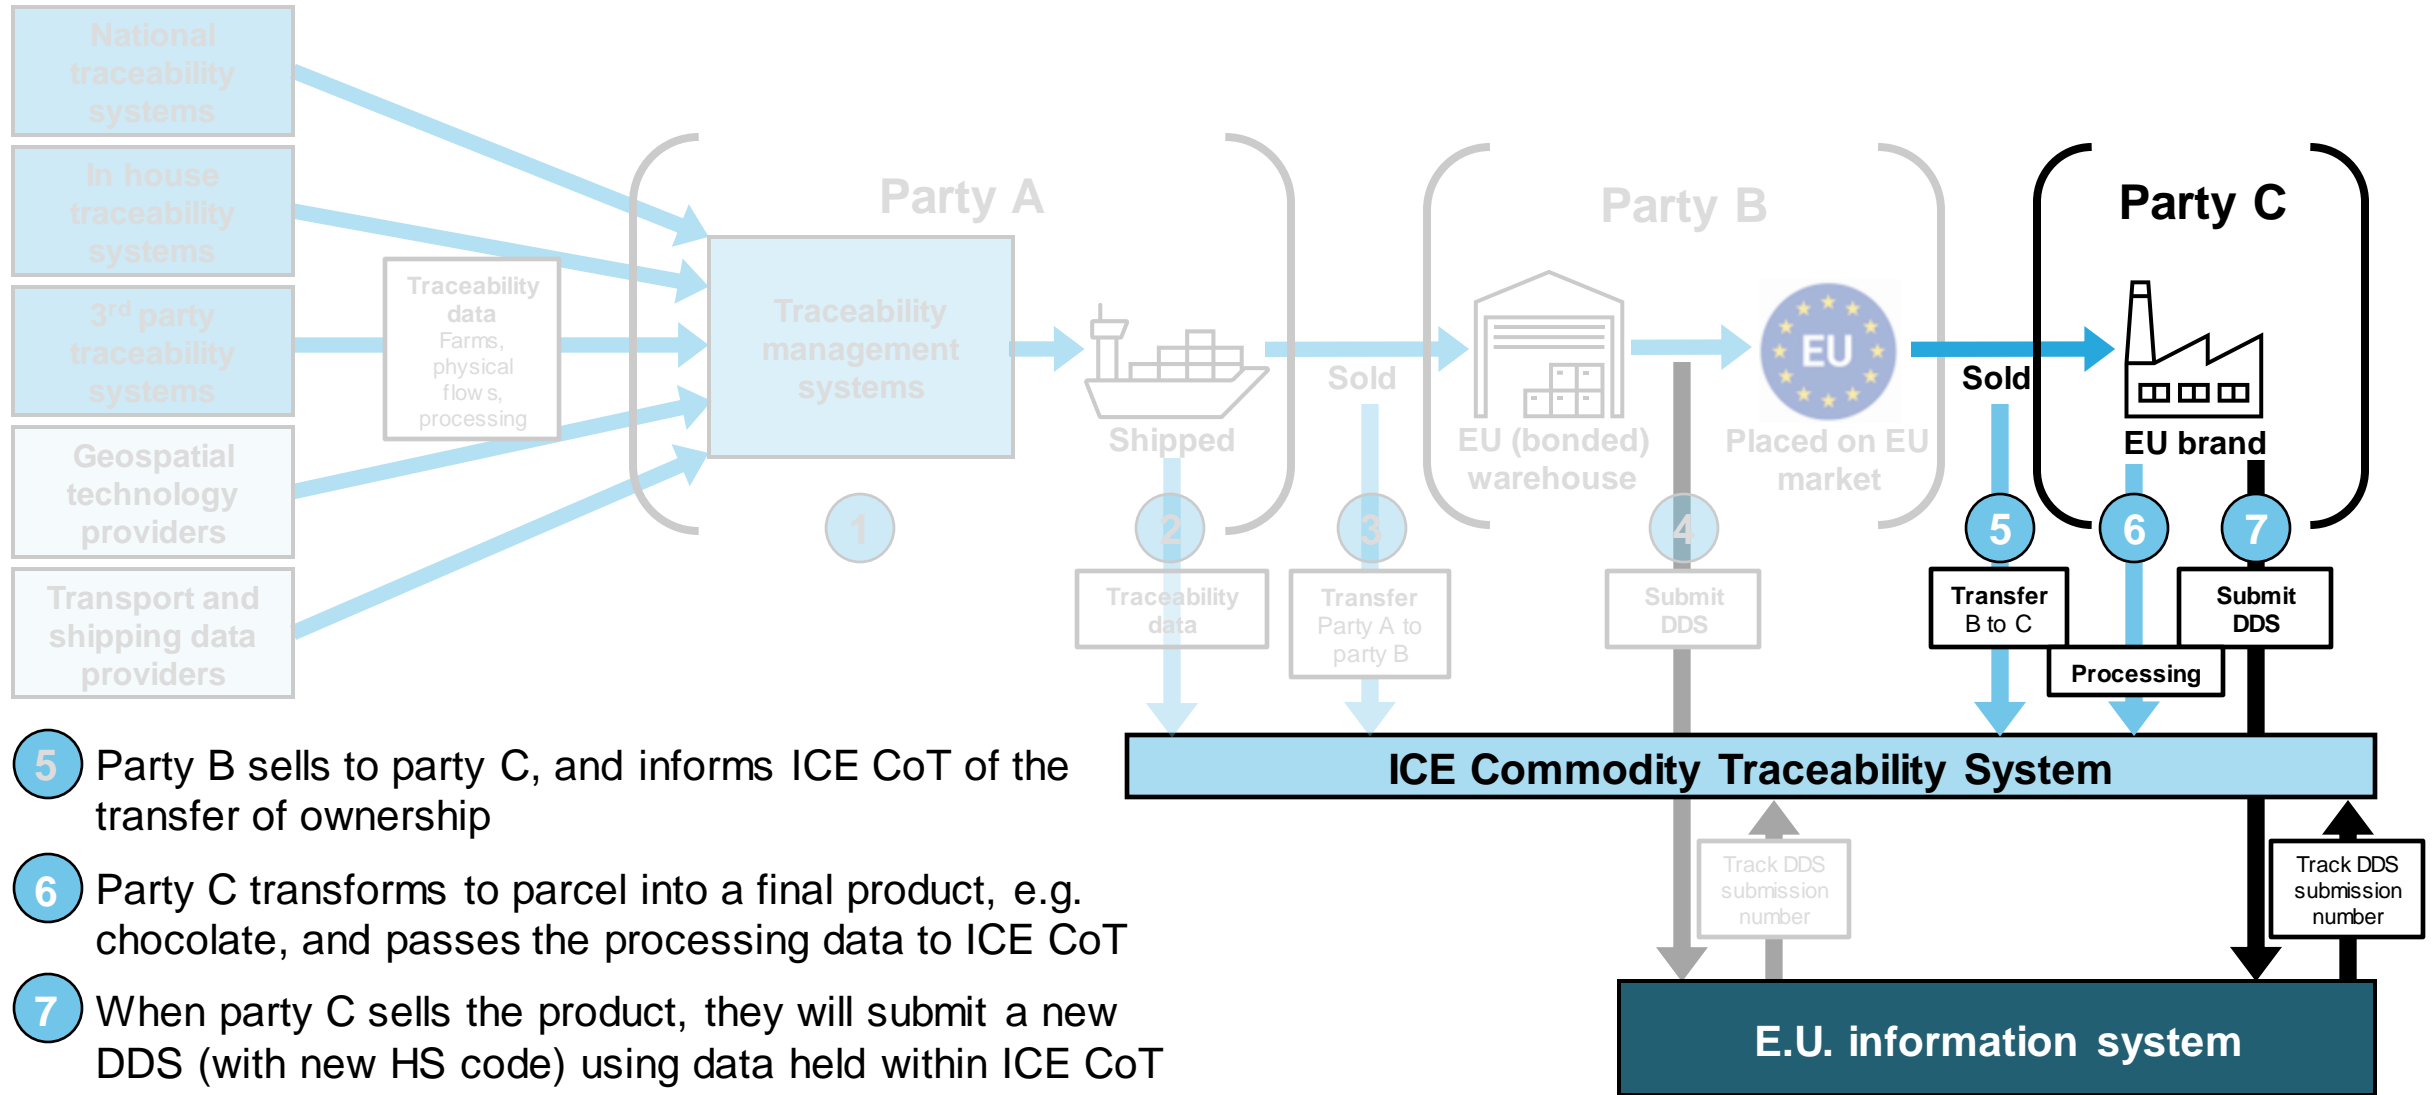 National
traceability
systems
In house
traceability
systems
3rd party
traceability
systems
Geospatial
technology
providers
Transport and
shipping data
providers
Traceability
data
Farms,
physical
flows,
processing
Party A
Traceability
management
systems
Shipped
1
2
Traceability
data
Sold
3
Transfer
Party A to
party B
Party B
EU (bonded)
warehouse
EU
Placed on EU
market
4
Submit
DDS
Sold
5
Transfer
B to C
Party C
EU brand
6
Processing
7
Submit
DDS
ICE Commodity Traceability System
Track DDS
submission
number
Track DDS
submission
number
E.U. information system
5 Party B sells to party C, and informs ICE CoT of the
transfer of ownership
6 Party C transforms to parcel into a final product, e.g.
chocolate, and passes the processing data to ICE CoT
7 When party C sells the product, they will submit a new
DDS (with new HS code) using data held within ICE CoT